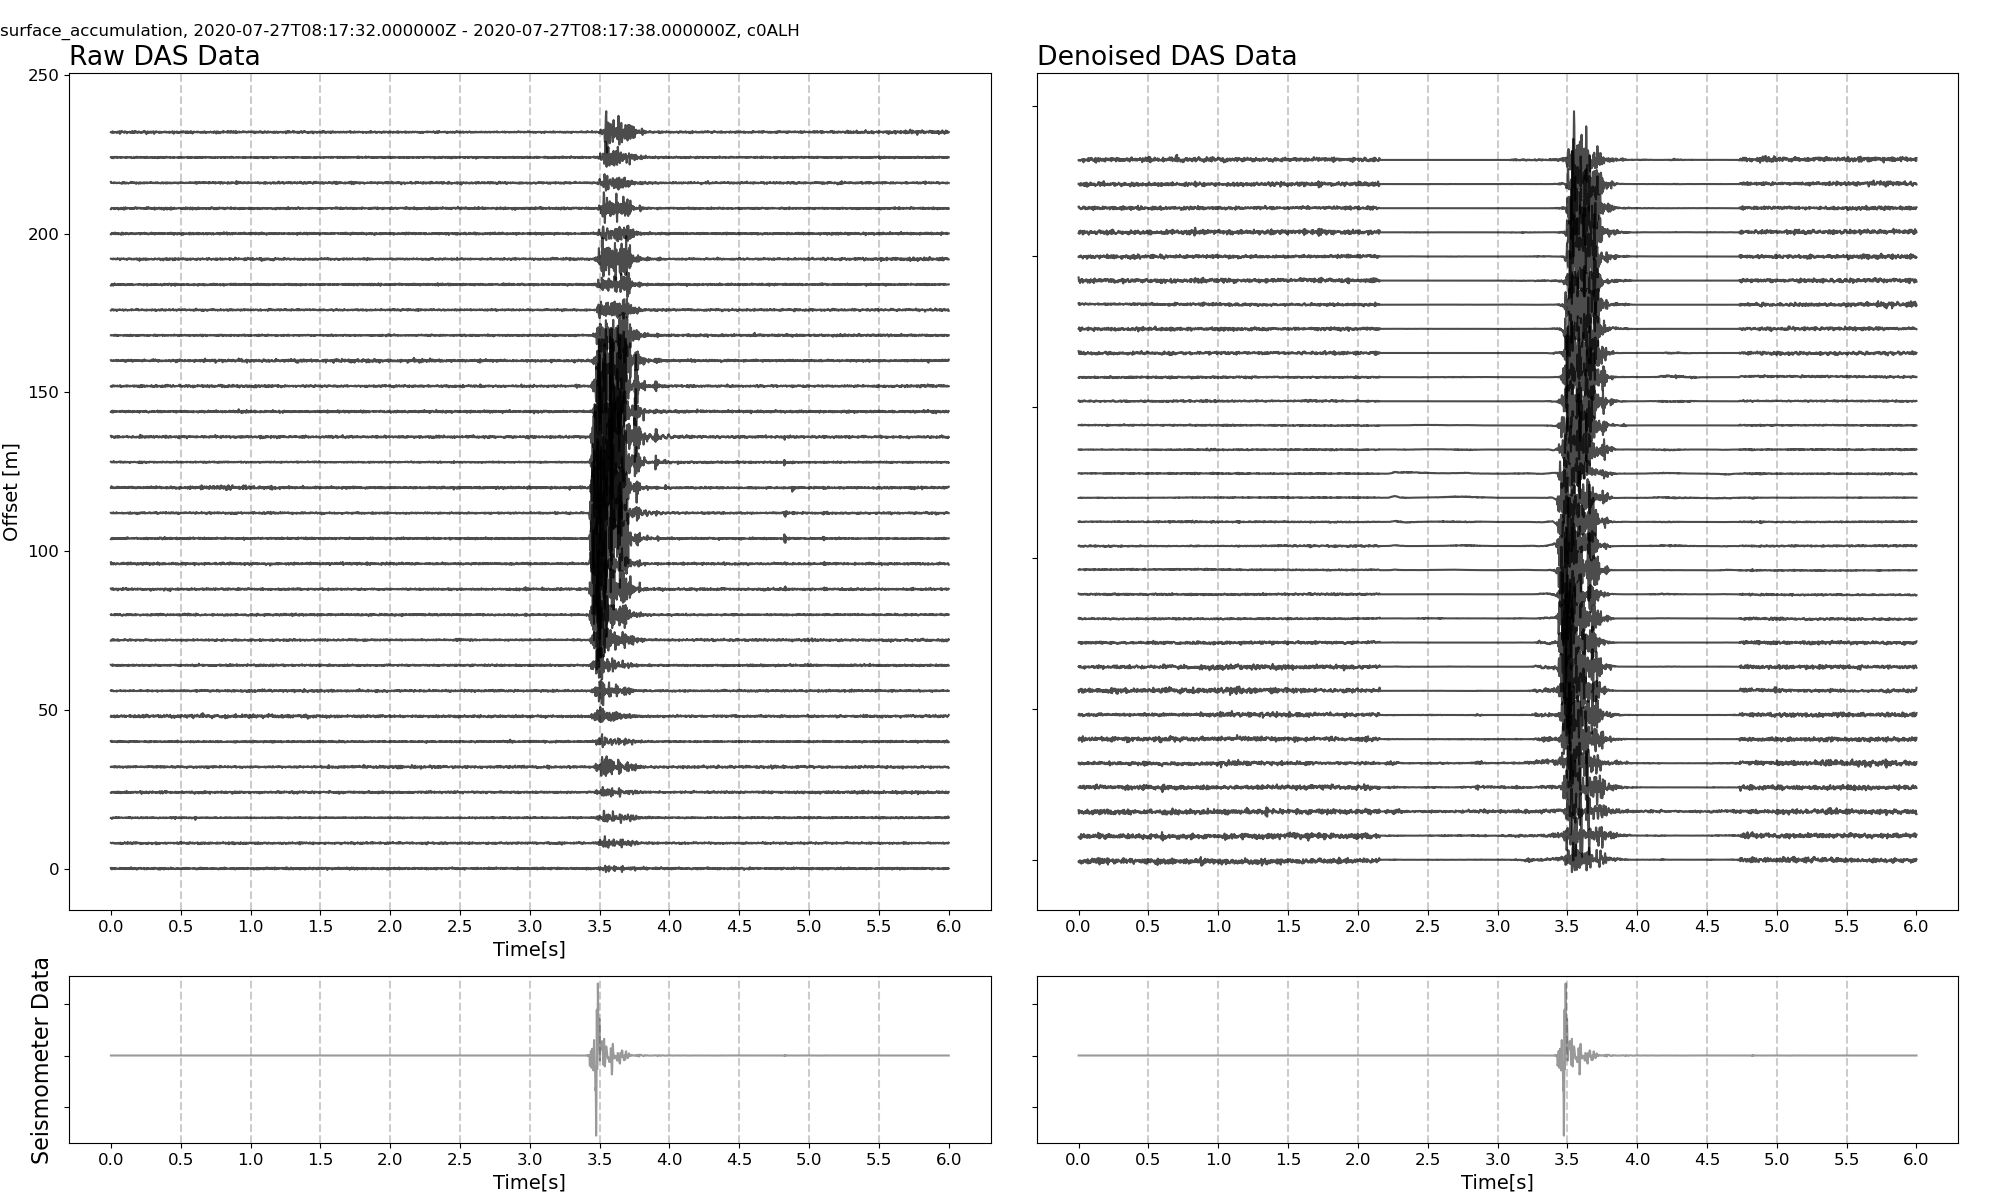 surface_accumulation, 2020-07-27T08:17:32.000000Z - 2020-07-27T08:17:38.000000Z, c0ALH
Raw DAS Data
Denoised DAS Data
Offset [m]
250
200
150
100
50
0
0.0 0.5 1.0 1.5 2.0 2.5 3.0 3.5 4.0 4.5 5.0 5.5 6.0
Time[s]
0.0 0.5 1.0 1.5 2.0 2.5 3.0 3.5 4.0 4.5 5.0 5.5 6.0
Seismometer Data
0.0 0.5 1.0 1.5 2.0 2.5 3.0 3.5 4.0 4.5 5.0 5.5 6.0
Time[s]
0.0 0.5 1.0 1.5 2.0 2.5 3.0 3.5 4.0 4.5 5.0 5.5 6.0
Time[s]